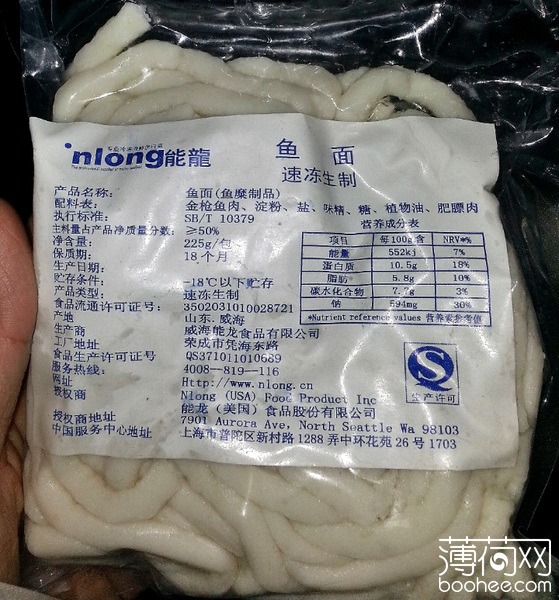 nlong能龍
鱼 面
速冻生制
产品名称: 鱼面(鱼糜制品)
配料表: 金枪鱼肉、淀粉、盐、味精、糖、植物油、肥膘肉
执行标准: SB/T 10379
主料量占产品净质量分数: ≥50%
净含量: 225g/包
保质期: 18个月
生产日期:
贮存条件: -18℃以下贮存
产品类型: 速冻生制
食品流通许可证号: 3502031010028721
产地 山东.威海
生产商 威海能龙食品有限公司
工厂地址 荣成市凭海东路
食品生产许可证号 QS371011010689
服务热线: 4008-819-116
网址 Http://www.nlong.cn
授权商 Nlong (USA) Food Product Inc
能龙(美国)食品股份有限公司
授权商地址 7901 Aurora Ave, North Seattle Wa 98103
中国服务中心地址 上海市普陀区新村路1288弄中环花苑26号1703
营养成分表
项目 每100g含 NRV*%
能量 552kj 7%
蛋白质 10.5g 18%
脂肪 5.8g 10%
碳水化合物 7.7g 3%
钠 594mg 30%
*Nutrient reference values 营养素参考值
生产许可
薄荷网
boohee.com